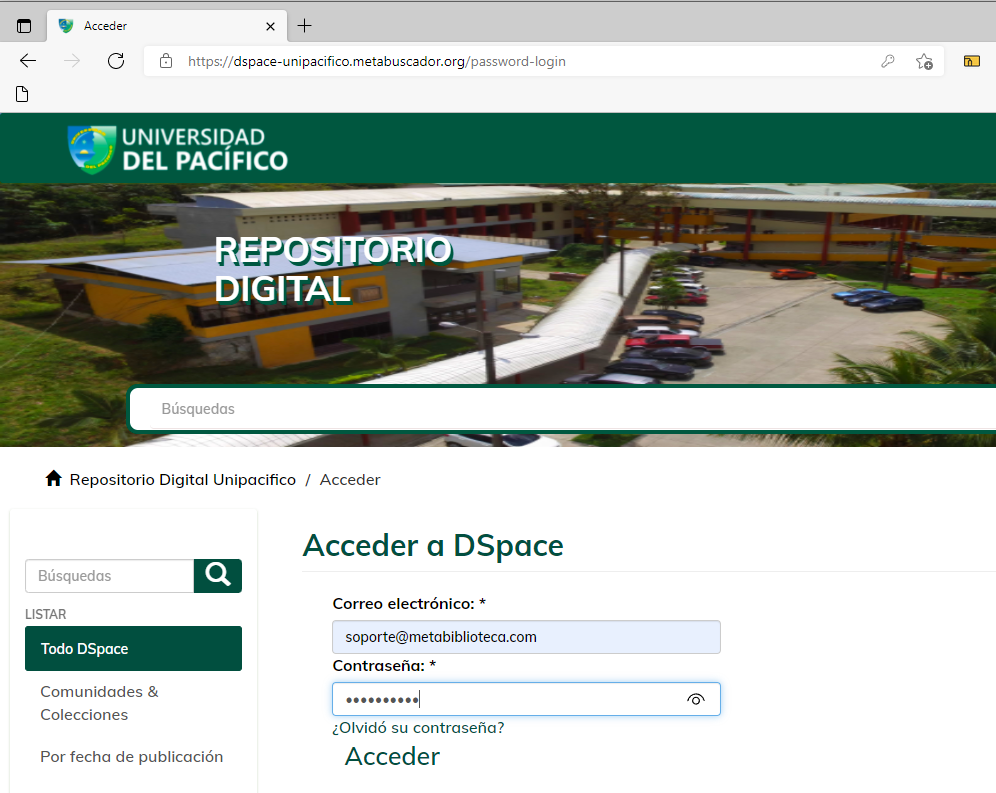 Acceder
https://dspace-unipacifico.metabuscador.org/password-login
UNIVERSIDAD
DEL PACÍFICO
REPOSITORIO
DIGITAL
Búsquedas
Repositorio Digital Unipacifico / Acceder
Búsquedas
LISTAR
Todo DSpace
Comunidades &
Colecciones
Por fecha de publicación
Acceder a DSpace
Correo electrónico: *
soporte@metabiblioteca.com
Contraseña: *
••••••••••
¿Olvidó su contraseña?
Acceder